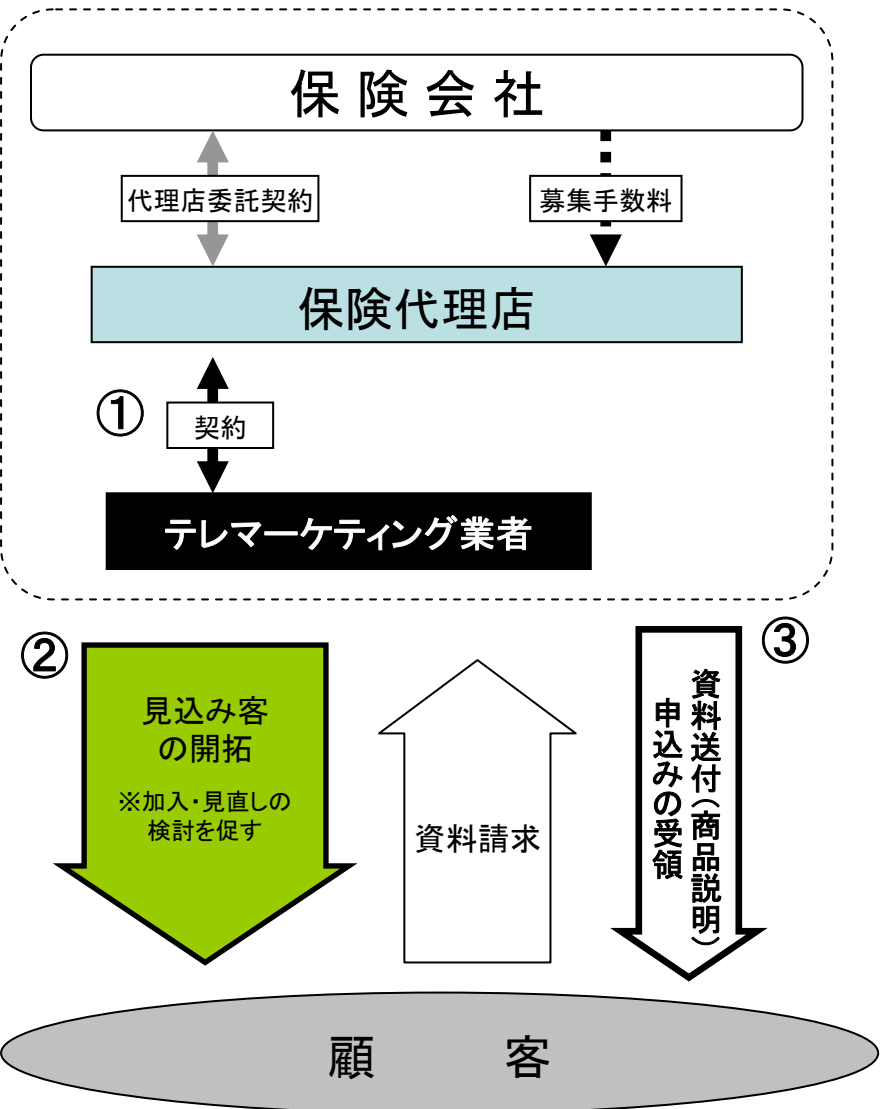 保険会社
代理店委託契約
募集手数料
保険代理店
①
契約
テレマーケティング業者
②
見込み客
の開拓
※加入・見直しの
検討を促す
資料請求
③
資料送付(商品説明)
申込みの受領
顧客